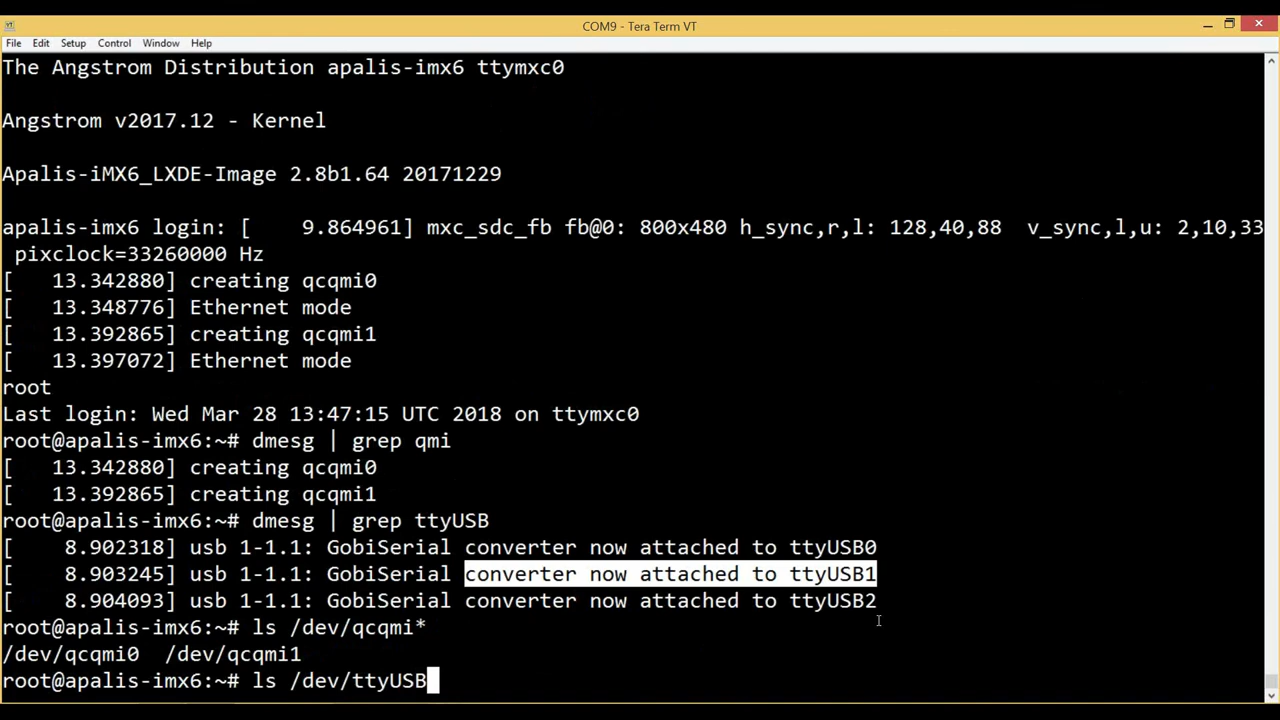 COM9 - Tera Term VT
File Edit Setup Control Window Help
The Angstrom Distribution apalis-imx6 ttymxc0
Angstrom v2017.12 - Kernel
Apalis-iMX6_LXDE-Image 2.8b1.64 20171229
apalis-imx6 login: [    9.864961] mxc_sdc_fb fb@0: 800x480 h_sync,r,l: 128,40,88  v_sync,l,u: 2,10,33
 pixclock=33260000 Hz
[   13.342880] creating qcqmi0
[   13.348776] Ethernet mode
[   13.392865] creating qcqmi1
[   13.397072] Ethernet mode
root
Last login: Wed Mar 28 13:47:15 UTC 2018 on ttymxc0
root@apalis-imx6:~# dmesg | grep qmi
[   13.342880] creating qcqmi0
[   13.392865] creating qcqmi1
root@apalis-imx6:~# dmesg | grep ttyUSB
[    8.902318] usb 1-1.1: GobiSerial converter now attached to ttyUSB0
[    8.903245] usb 1-1.1: GobiSerial converter now attached to ttyUSB1
[    8.904093] usb 1-1.1: GobiSerial converter now attached to ttyUSB2
root@apalis-imx6:~# ls /dev/qcqmi*
/dev/qcqmi0  /dev/qcqmi1
root@apalis-imx6:~# ls /dev/ttyUSB